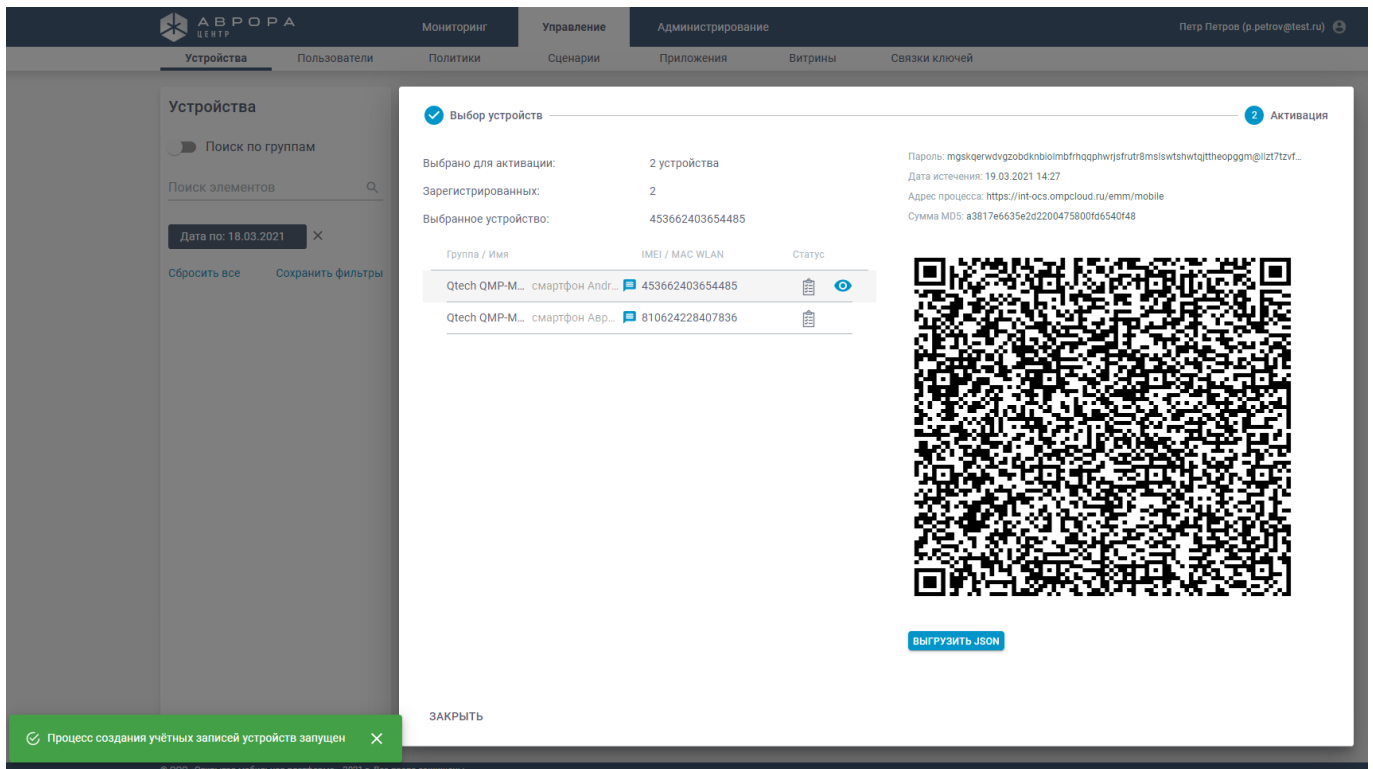 АВРОРА
ЦЕНТР
Мониторинг
Управление
Администрирование
Петр Петров (p.petrov@test.ru)
Устройства
Пользователи
Политики
Сценарии
Приложения
Витрины
Связки ключей
Устройства
Поиск по группам
Поиск элементов
Дата по: 18.03.2021
Сбросить все
Сохранить фильтры
Выбор устройств
2 Активация
Выбрано для активации: 2 устройства
Зарегистрированных: 2
Выбранное устройство: 453662403654485
Группа / Имя IMEI / MAC WLAN Статус
Qtech QMP-M... смартфон Andr... 453662403654485
Qtech QMP-M... смартфон Авр... 810624228407836
Пароль: mgskqerwdvgzobdknbiolmbfrhqqphwrjsfrutr8mslswtshwtqjttheopggm@llzt7tzvf...
Дата истечения: 19.03.2021 14:27
Адрес процесса: https://int-ocs.ompcloud.ru/emm/mobile
Сумма MD5: a3817e6635e2d2200475800fd6540f48
ВЫГРУЗИТЬ JSON
ЗАКРЫТЬ
Процесс создания учётных записей устройств запущен